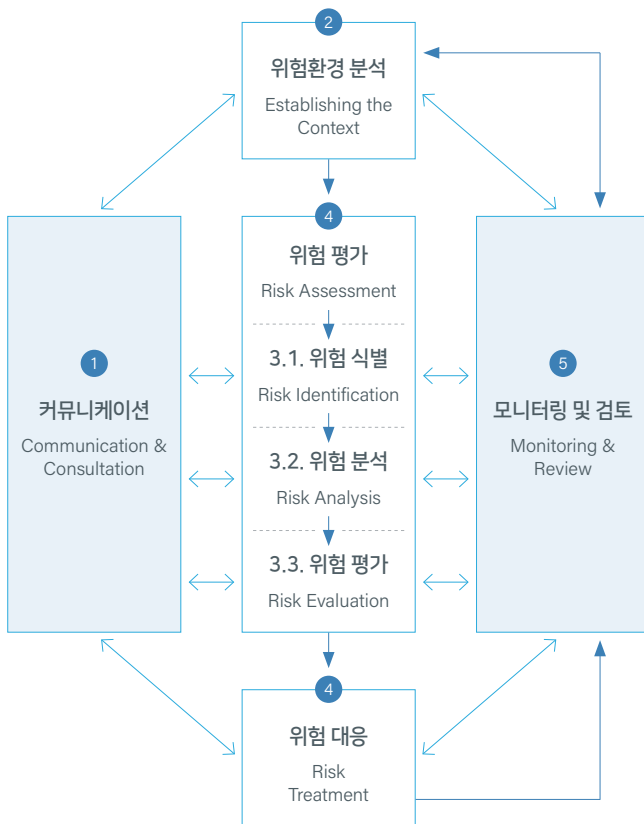 2
위험환경 분석
Establishing the
Context
4
위험 평가
Risk Assessment
3.1. 위험 식별
Risk Identification
3.2. 위험 분석
Risk Analysis
3.3. 위험 평가
Risk Evaluation
1
커뮤니케이션
Communication &
Consultation
5
모니터링 및 검토
Monitoring &
Review
4
위험 대응
Risk
Treatment